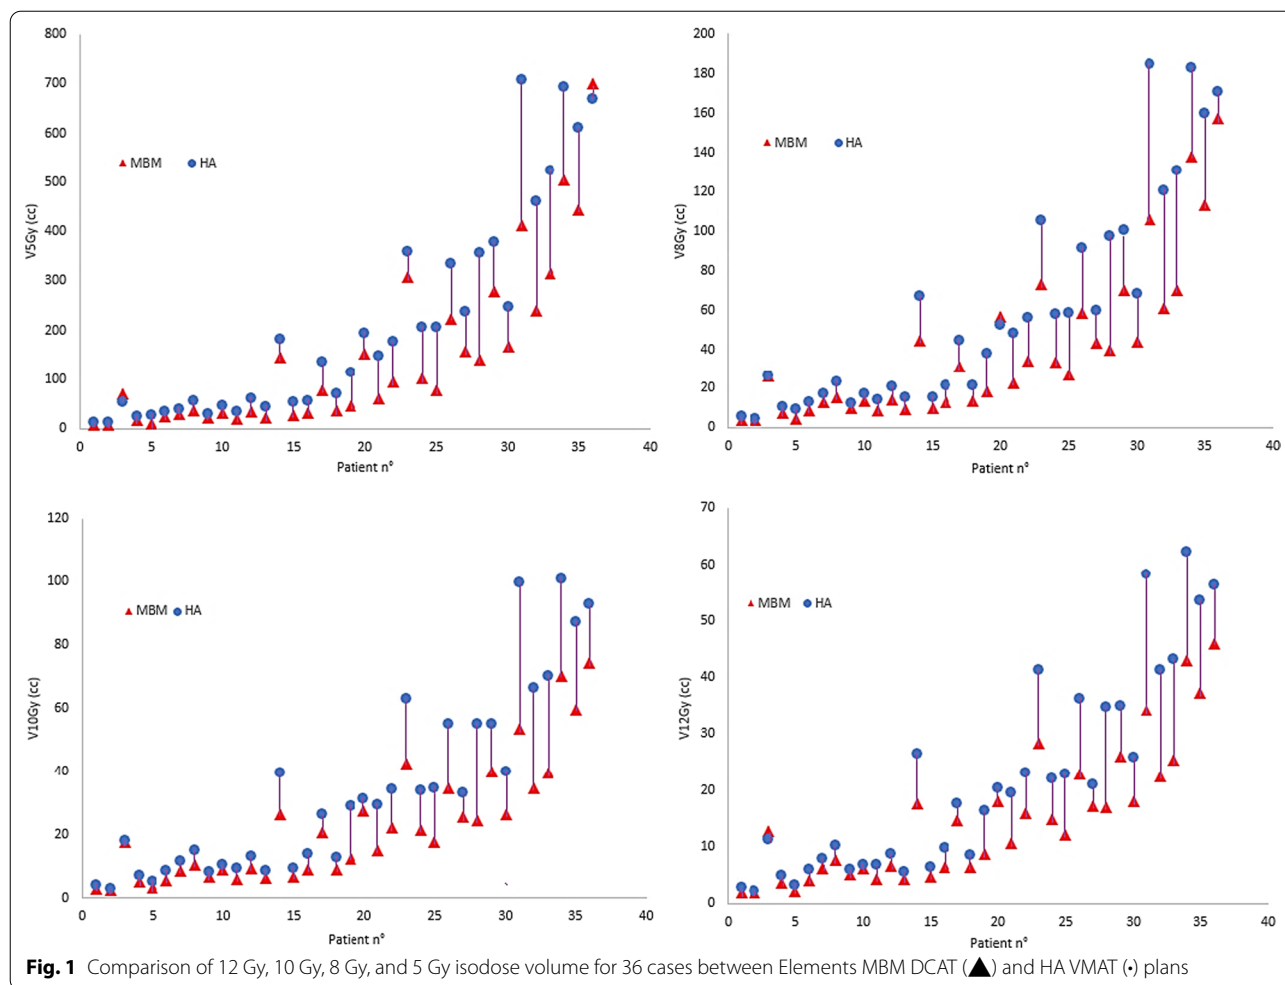 800
700
600
500
400
300
200
100
0
V5Gy (cc)
MBM HA
0 5 10 15 20 25 30 35 40
Patient n°
200
180
160
140
120
100
80
60
40
20
0
V8Gy (cc)
MBM HA
0 5 10 15 20 25 30 35 40
Patient n°
120
100
80
60
40
20
0
V10Gy (cc)
MBM HA
0 5 10 15 20 25 30 35 40
Patient n°
70
60
50
40
30
20
10
0
V12Gy (cc)
MBM HA
0 5 10 15 20 25 30 35 40
Patient n°
Fig. 1 Comparison of 12 Gy, 10 Gy, 8 Gy, and 5 Gy isodose volume for 36 cases between Elements MBM DCAT (▲) and HA VMAT (•) plans